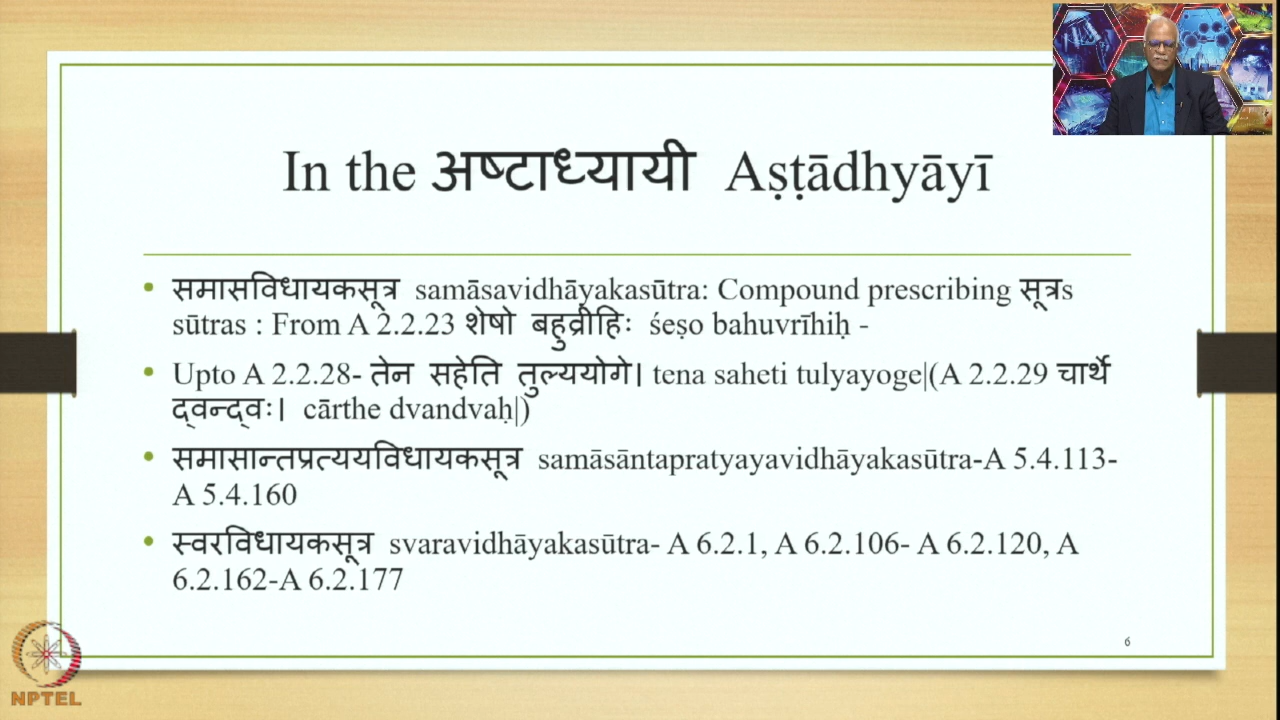 In the अष्टाध्यायी Aṣṭādhyāyī
• समासविधायकसूत्र samāsavidhāyakasūtra: Compound prescribing सूत्रs
sūtras : From A 2.2.23 शेषो बहुव्रीहिः śeṣo bahuvrīhiḥ -
• Upto A 2.2.28- तेन सहेति तुल्ययोगे। tena saheti tulyayoge|(A 2.2.29 चार्थे
द्वन्द्वः। cārthe dvandvaḥ|)
• समासान्तप्रत्ययविधायकसूत्र samāsāntapratyayavidhāyakasūtra-A 5.4.113-
A 5.4.160
• स्वरविधायकसूत्र svaravidhāyakasūtra- A 6.2.1, A 6.2.106- A 6.2.120, A
6.2.162-A 6.2.177
6
NPTEL